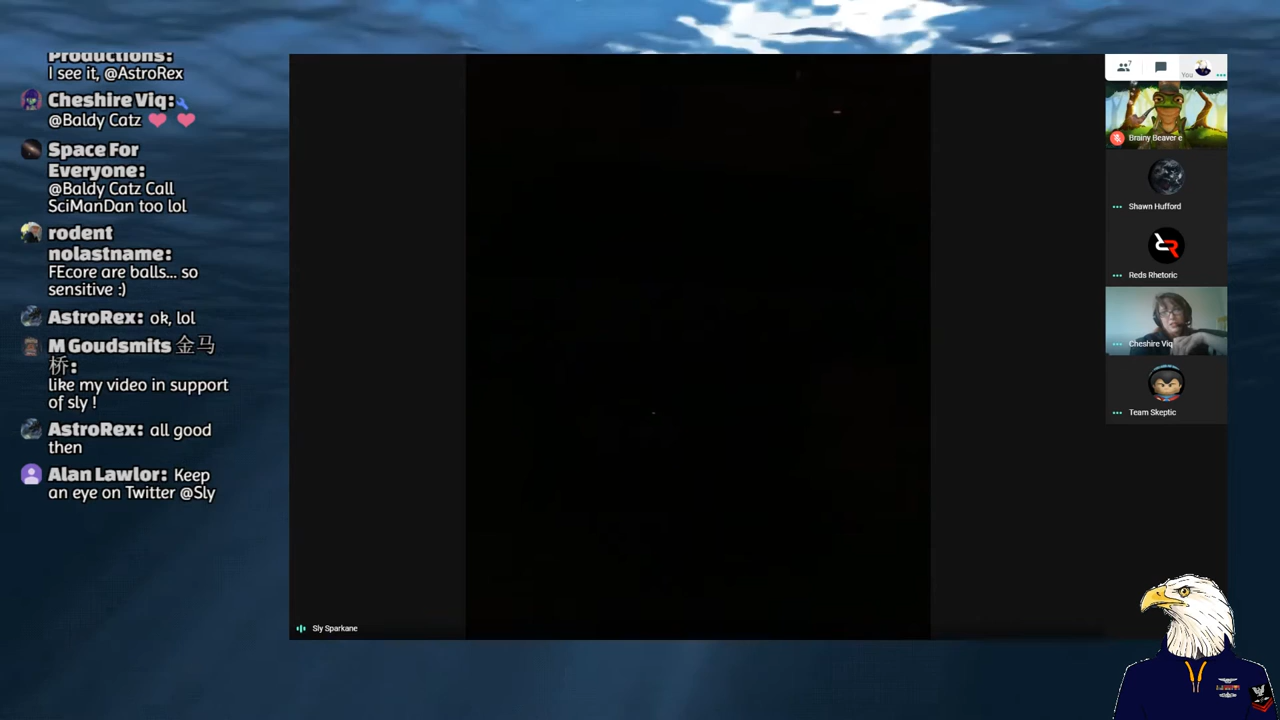 Productions:
I see it, @AstroRex
Cheshire Viq:
@Baldy Catz
Space For
Everyone:
@Baldy Catz Call
SciManDan too lol
rodent
nolastname:
FEcore are balls... so
sensitive :)
AstroRex: ok, lol
M Goudsmits 金马
桥:
like my video in support
of sly !
AstroRex: all good
then
Alan Lawlor: Keep
an eye on Twitter @Sly
Sly Sparkane
7
You
Brainy Beaver e
Shawn Hufford
Reds Rhetoric
Cheshire Viq
Team Skeptic